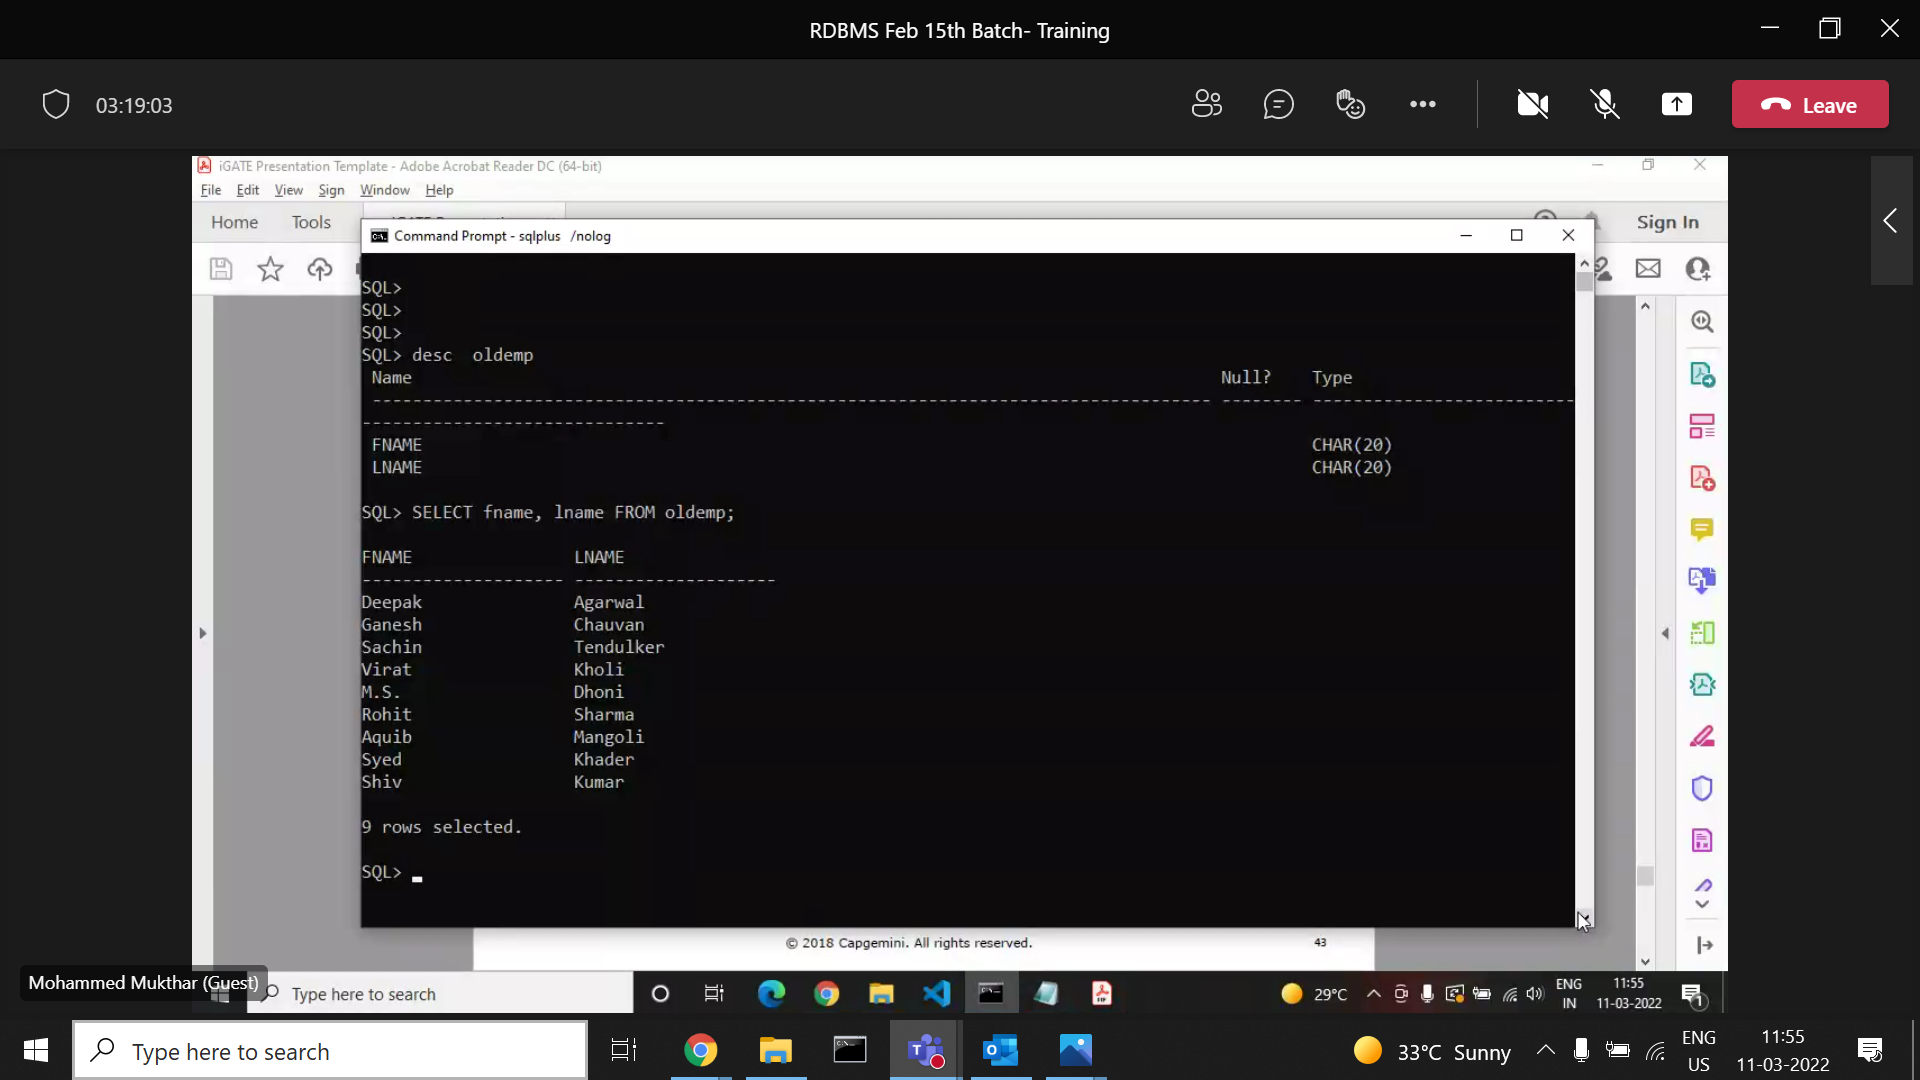 RDBMS Feb 15th Batch- Training
03:19:03
Leave
iGATE Presentation Template - Adobe Acrobat Reader DC (64-bit)
File Edit View Sign Window Help
Home Tools
Sign In
Command Prompt - sqlplus /nolog
SQL>
SQL>
SQL>
SQL> desc  oldemp
Name Null? Type
---------------------------------------------------------------------------------- -------- --------------------------
------------------------------
FNAME CHAR(20)
LNAME CHAR(20)
SQL> SELECT fname, lname FROM oldemp;
FNAME LNAME
-------------------- --------------------
Deepak Agarwal
Ganesh Chauvan
Sachin Tendulker
Virat Kholi
M.S. Dhoni
Rohit Sharma
Aquib Mangoli
Syed Khader
Shiv Kumar
9 rows selected.
SQL>
© 2018 Capgemini. All rights reserved. 43
Mohammed Mukthar (Guest)
Type here to search
29°C
ENG
IN
11:55
11-03-2022
1
Type here to search
33°C Sunny
ENG
US
11:55
11-03-2022